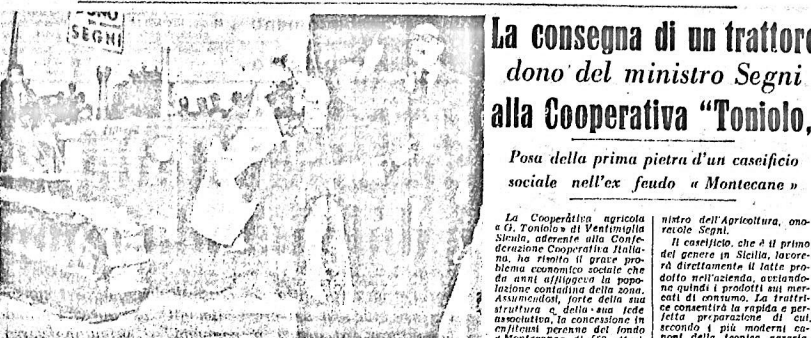 DONO
SEGNI
La consegna di un trattore
dono del ministro Segni
alla Cooperativa "Toniolo,
Posa della prima pietra d'un caseificio
sociale nell'ex feudo « Montecane »
La Cooperativa agricola
« G. Toniolo » di Ventimiglia
Sicula, aderente alla Confe-
derazione Cooperativa Italia-
na, ha risolto il grave pro-
blema economico sociale che
da anni affliggeva la popo-
lazione contadina della zona.
Assumendosi, forte della sua
struttura e della sua fede
associativa, la concessione in
enfiteusi perenne del fondo
nistro dell'Agricoltura, ono-
revole Segni.
Il caseificio, che è il primo
del genere in Sicilia, lavore-
rà direttamente il latte pro-
dotto nell'azienda, avviando-
ne quindi i prodotti sui mer-
cati di consumo. La trattri-
ce consentirà la rapida e per-
fetta preparazione di cui,
secondo i più moderni ca-